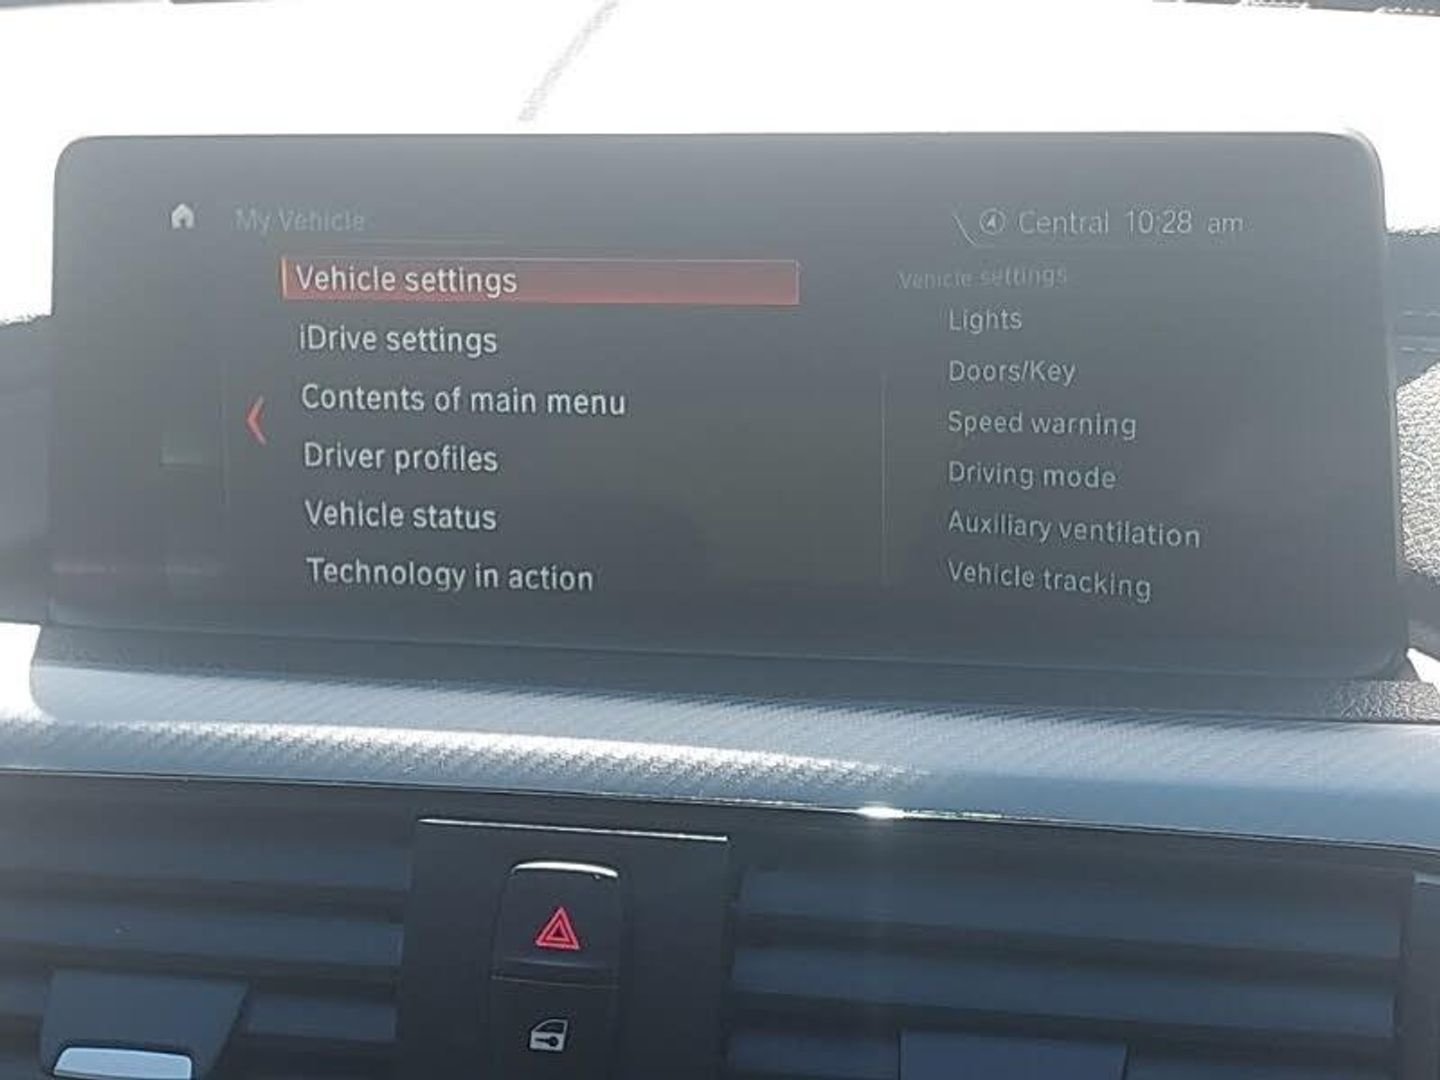 My Vehicle
Central 10:28 am
Vehicle settings
iDrive settings
Contents of main menu
Driver profiles
Vehicle status
Technology in action
Vehicle settings
Lights
Doors/Key
Speed warning
Driving mode
Auxiliary ventilation
Vehicle tracking